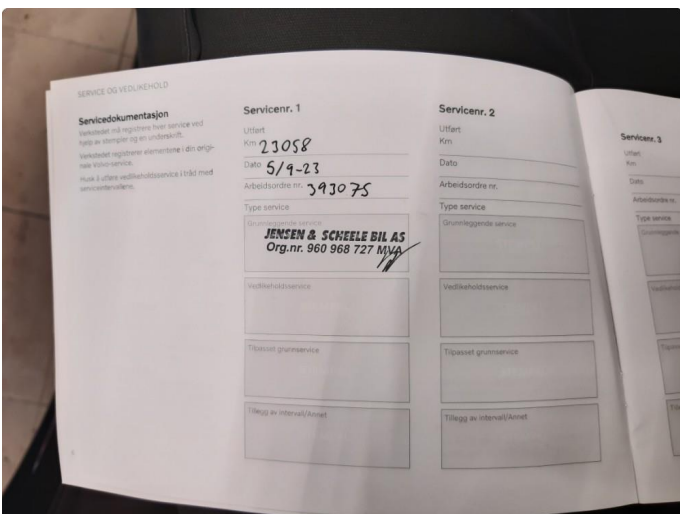 SERVICE OG VEDLIKEHOLD
Servicedokumentasjon
Verkstedet må registrere hver service ved
hjelp av stempler og en underskrift.
Verkstedet registrerer elementene i din origi-
nale Volvo-service.
Husk å utføre vedlikeholdsservice i tråd med
serviceintervallene.
Servicenr. 1
Utført
Km 23058
Dato 5/9-23
Arbeidsordre nr. 393075
Type service
Grunnleggende service
JENSEN & SCHEELE BIL AS
Org.nr. 960 968 727 MVA
Vedlikeholdsservice
Tilpasset grunnservice
Tillegg av intervall/Annet
Servicenr. 2
Utført
Km
Dato
Arbeidsordre nr.
Type service
Grunnleggende service
Vedlikeholdsservice
Tilpasset grunnservice
Tillegg av intervall/Annet
Servicenr. 3
Utført
Km
Dato
Arbeidsordre nr.
Type service